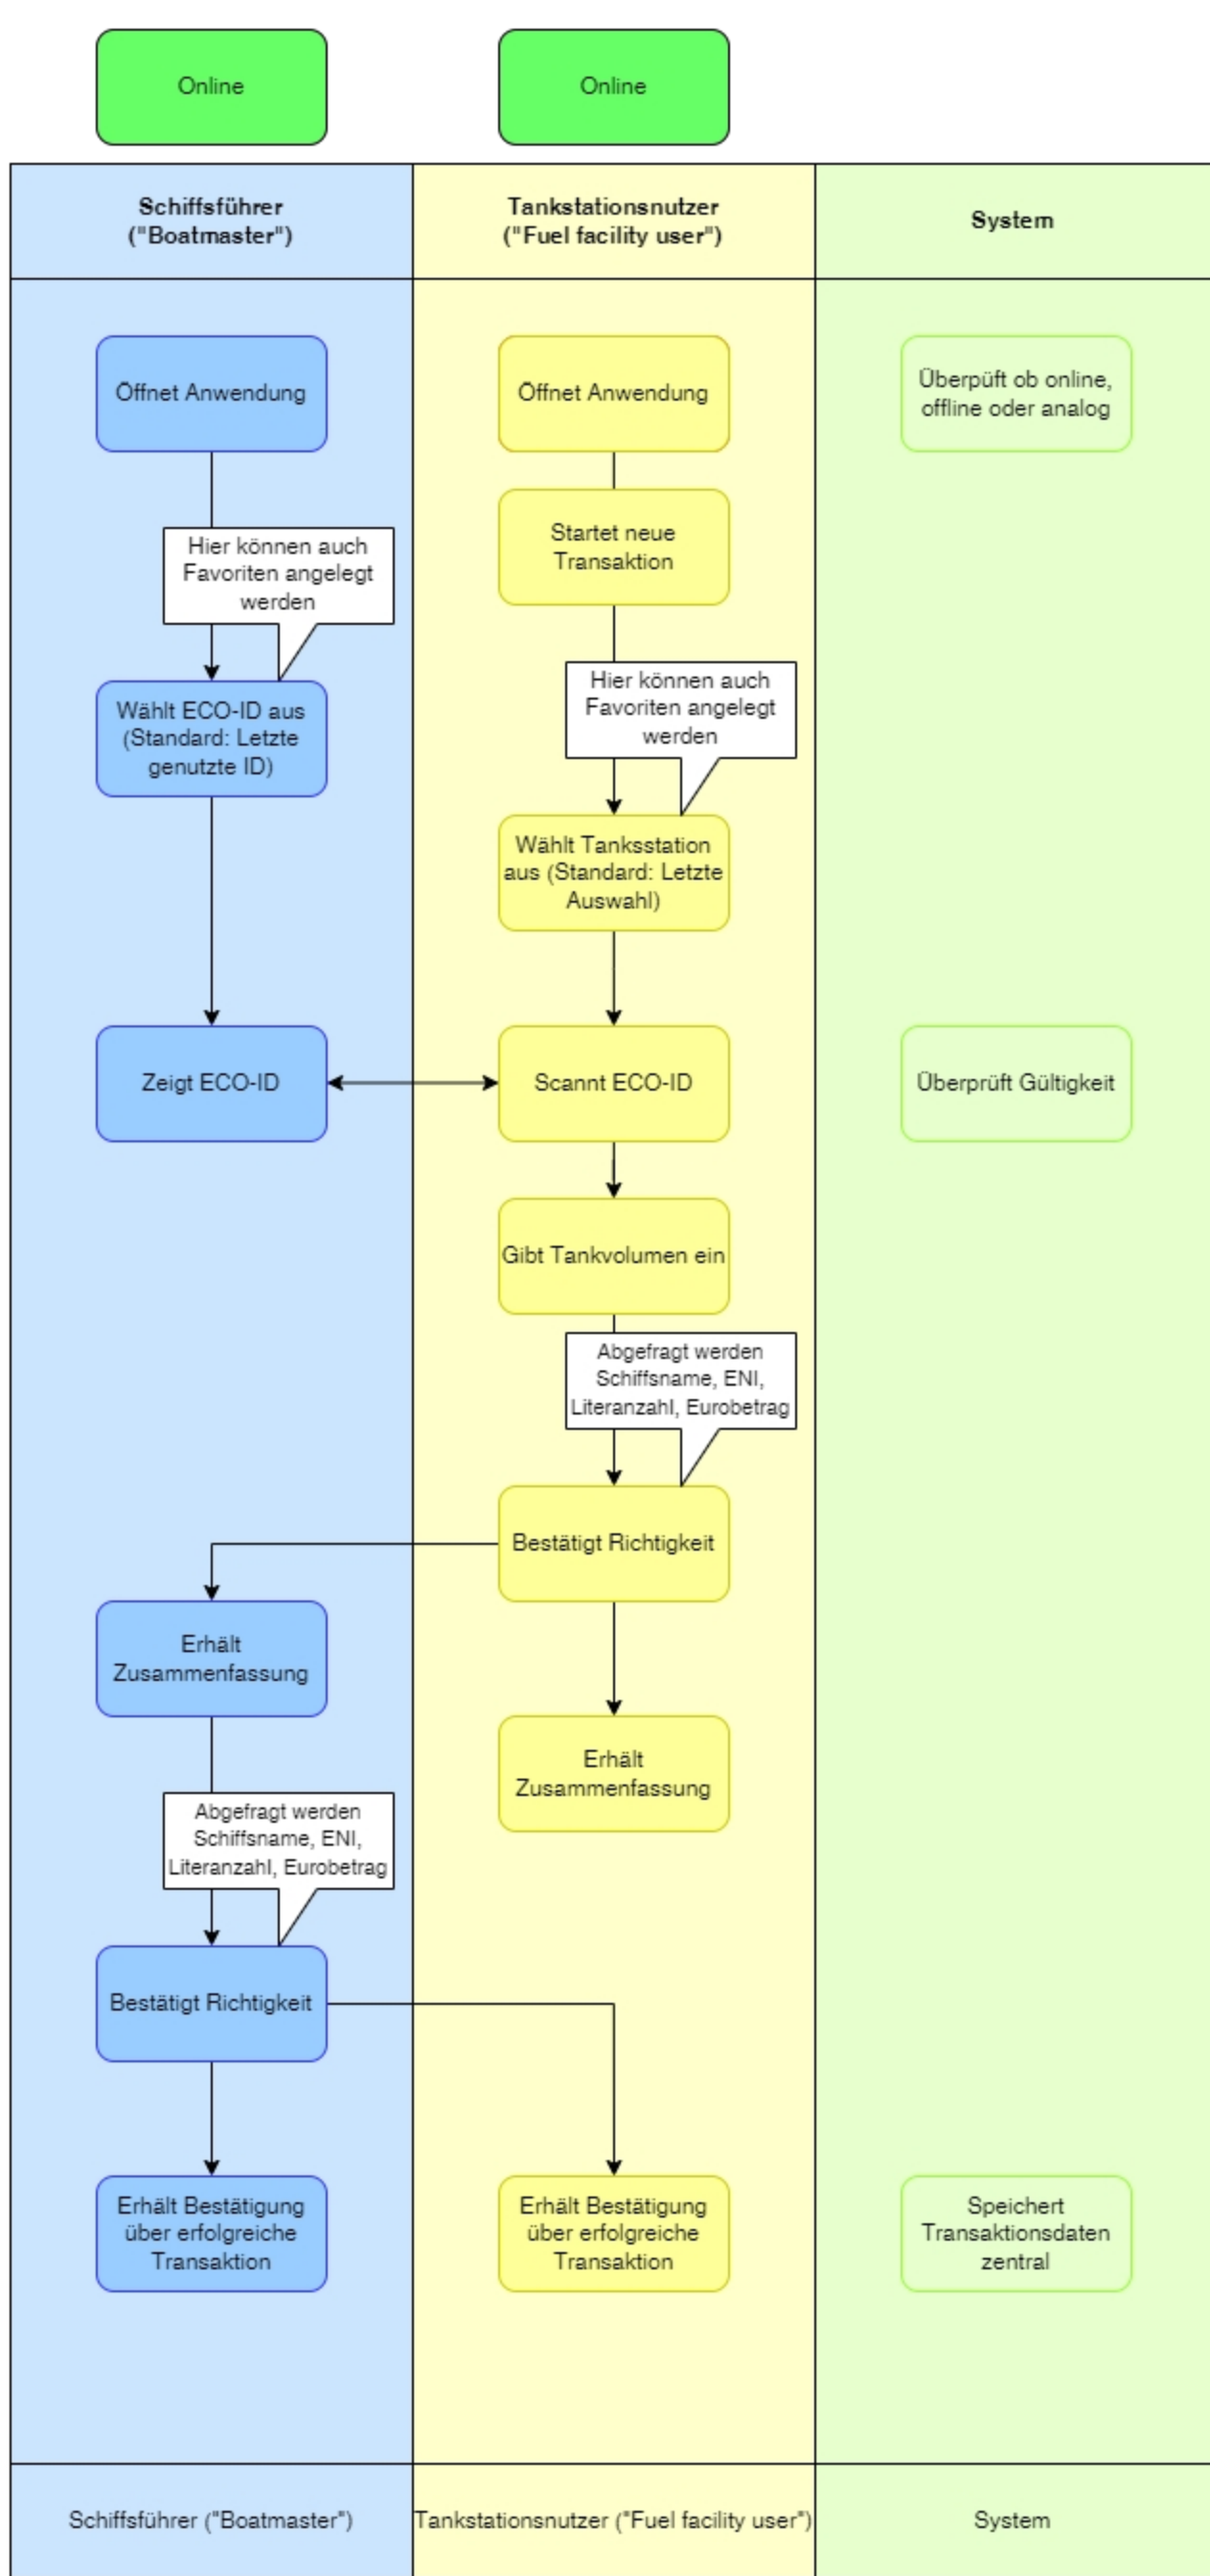 Online
Online
Schiffsführer
("Boatmaster")
Tankstationsnutzer
("Fuel facility user")
System
Öffnet Anwendung
Öffnet Anwendung
Überpüft ob online,
offline oder analog
Startet neue
Transaktion
Hier können auch
Favoriten angelegt
werden
Hier können auch
Favoriten angelegt
werden
Wählt ECO-ID aus
(Standard: Letzte
genutzte ID)
Wählt Tanksstation
aus (Standard: Letzte
Auswahl)
Zeigt ECO-ID
Scannt ECO-ID
Überprüft Gültigkeit
Gibt Tankvolumen ein
Abgefragt werden
Schiffsname, ENI,
Literanzahl, Eurobetrag
Bestätigt Richtigkeit
Erhält
Zusammenfassung
Erhält
Zusammenfassung
Abgefragt werden
Schiffsname, ENI,
Literanzahl, Eurobetrag
Bestätigt Richtigkeit
Erhält Bestätigung
über erfolgreiche
Transaktion
Erhält Bestätigung
über erfolgreiche
Transaktion
Speichert
Transaktionsdaten
zentral
Schiffsführer ("Boatmaster")
Tankstationsnutzer ("Fuel facility user")
System